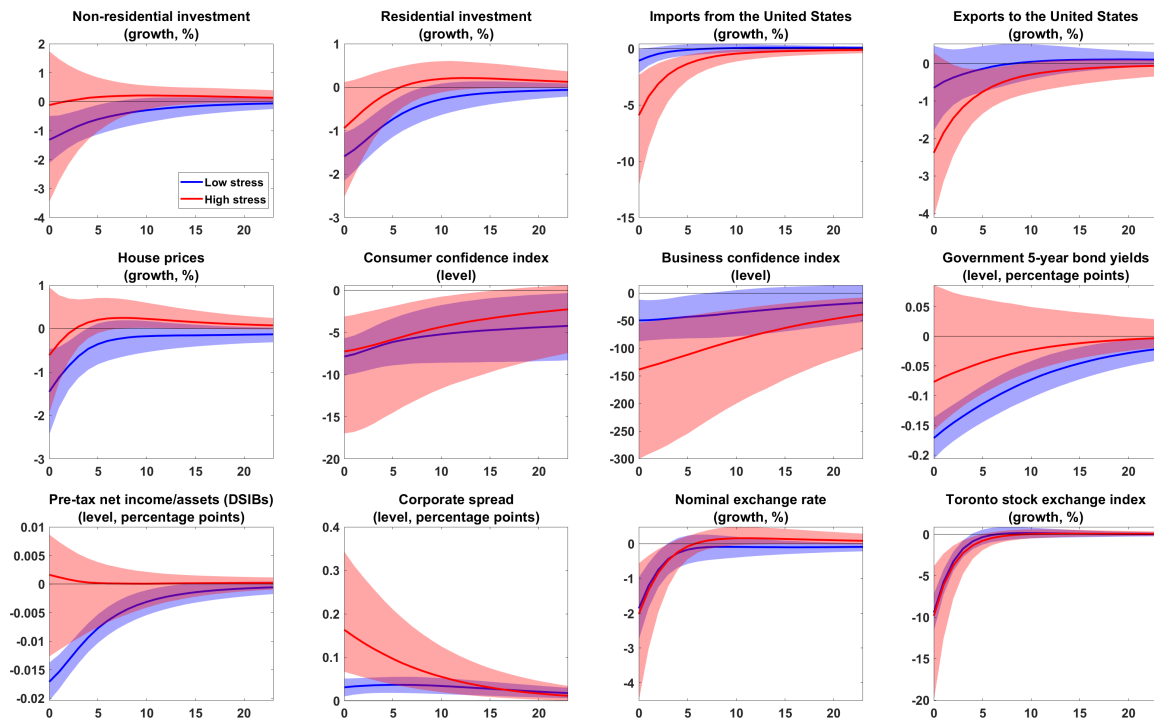 Non-residential investment
(growth, %)
2
1
0
-1
-2
-3
-4
0 5 10 15 20
Low stress
High stress
Residential investment
(growth, %)
1
0
-1
-2
-3
0 5 10 15 20
Imports from the United States
(growth, %)
0
-5
-10
-15
0 5 10 15 20
Exports to the United States
(growth, %)
0
-1
-2
-3
-4
0 5 10 15 20
House prices
(growth, %)
1
0
-1
-2
-3
0 5 10 15 20
Consumer confidence index
(level)
0
-5
-10
-15
-20
0 5 10 15 20
Business confidence index
(level)
0
-50
-100
-150
-200
-250
-300
0 5 10 15 20
Government 5-year bond yields
(level, percentage points)
0.05
0
-0.05
-0.1
-0.15
-0.2
0 5 10 15 20
Pre-tax net income/assets (DSIBs)
(level, percentage points)
0.01
0.005
0
-0.005
-0.01
-0.015
-0.02
0 5 10 15 20
Corporate spread
(level, percentage points)
0.4
0.3
0.2
0.1
0
0 5 10 15 20
Nominal exchange rate
(growth, %)
0
-1
-2
-3
-4
0 5 10 15 20
Toronto stock exchange index
(growth, %)
0
-5
-10
-15
-20
0 5 10 15 20